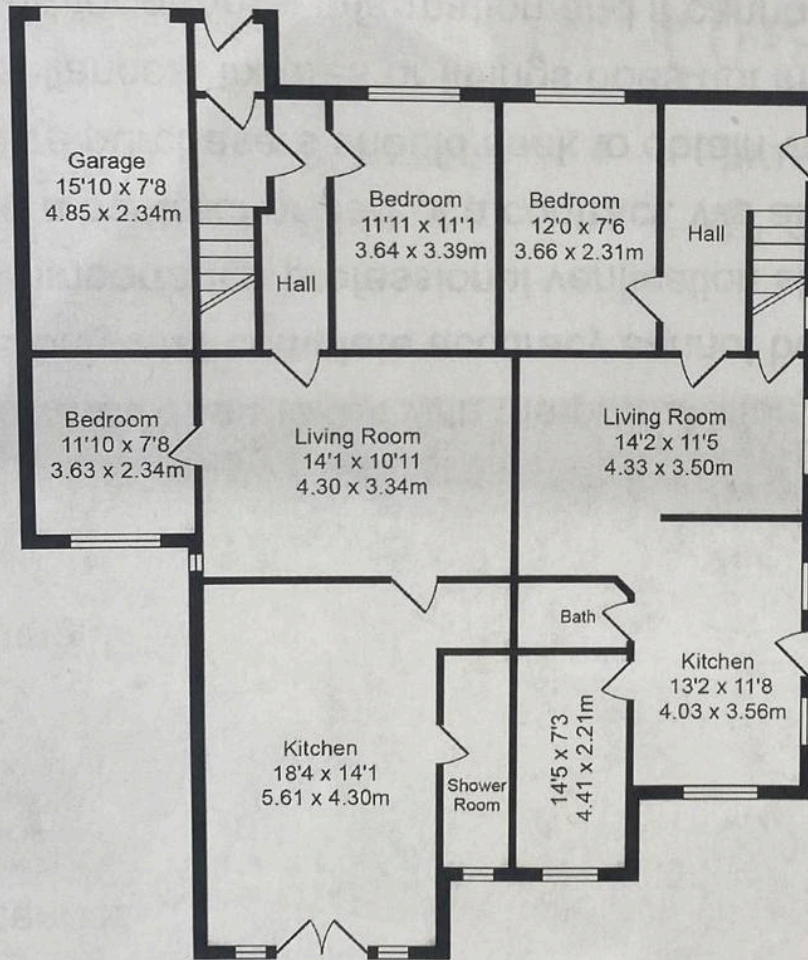 Garage
15'10 x 7'8
4.85 x 2.34m
Bedroom
11'11 x 11'1
3.64 x 3.39m
Bedroom
12'0 x 7'6
3.66 x 2.31m
Hall
Hall
Bedroom
11'10 x 7'8
3.63 x 2.34m
Living Room
14'1 x 10'11
4.30 x 3.34m
Living Room
14'2 x 11'5
4.33 x 3.50m
Bath
Kitchen
13'2 x 11'8
4.03 x 3.56m
Kitchen
18'4 x 14'1
5.61 x 4.30m
Shower
Room
14'5 x 7'3
4.41 x 2.21m